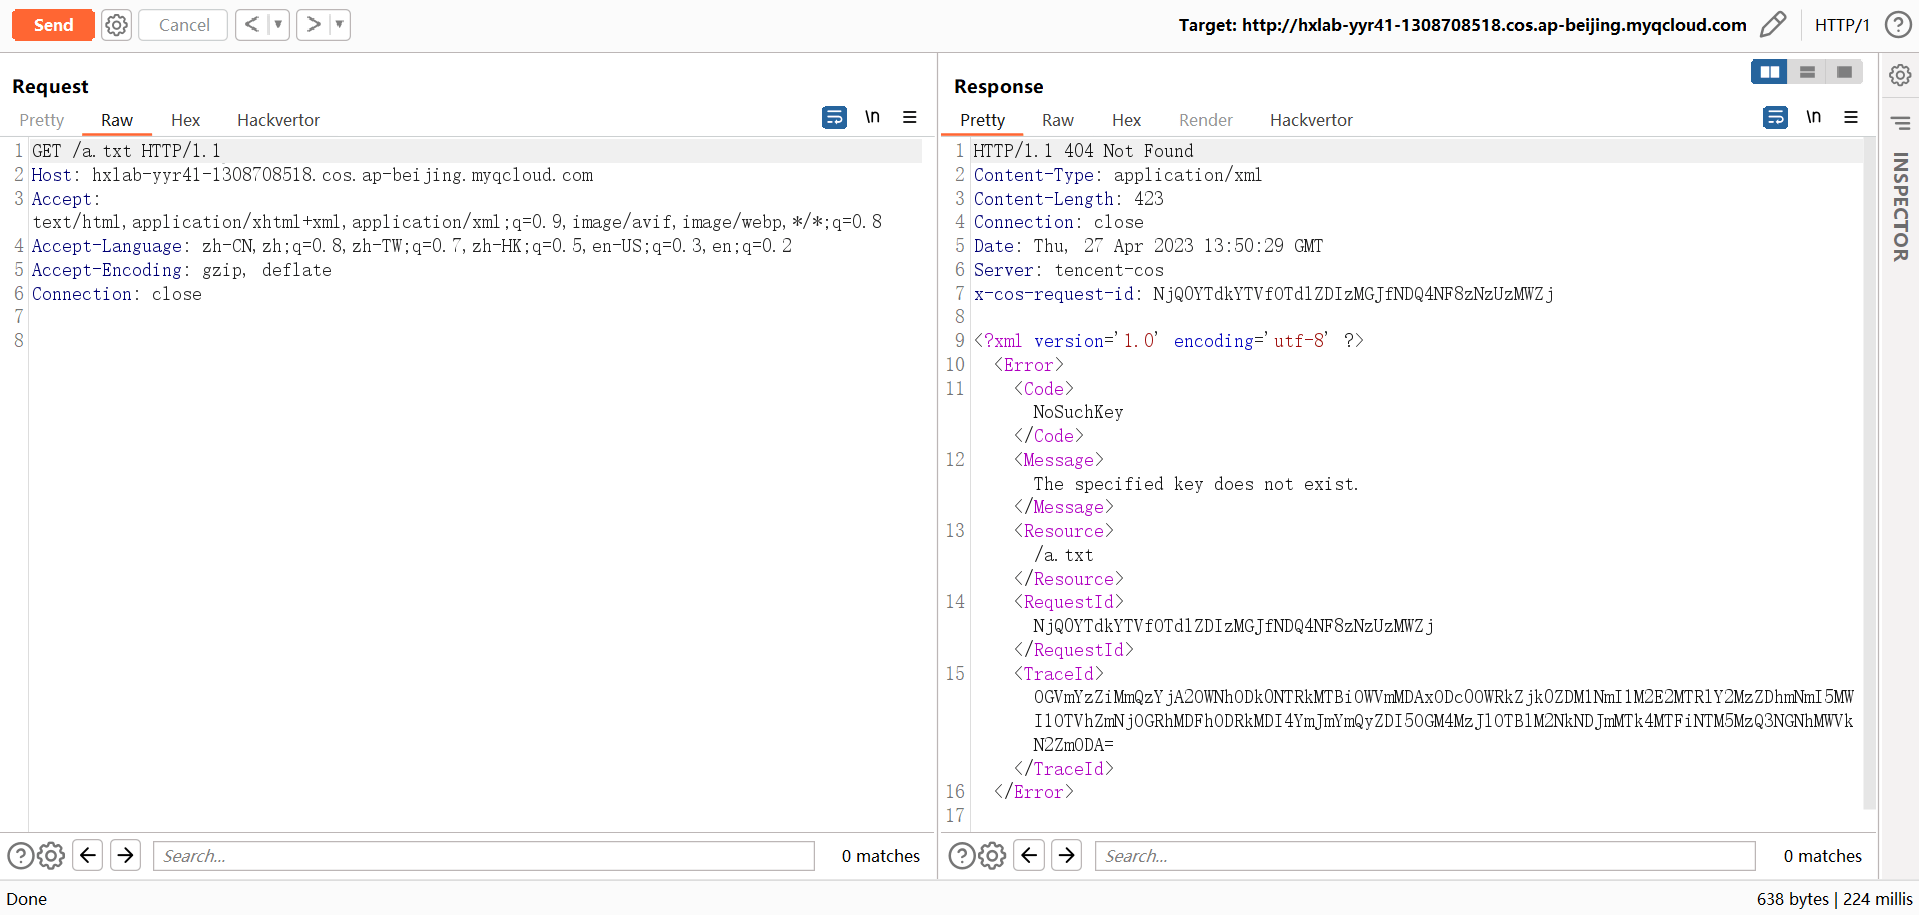 Send
Cancel
<
>
Target: http://hxlab-yyr41-1308708518.cos.ap-beijing.myqcloud.com
HTTP/1
Request
Pretty Raw Hex Hackvertor
\n
1 GET /a.txt HTTP/1.1
2 Host: hxlab-yyr41-1308708518.cos.ap-beijing.myqcloud.com
3 Accept:
text/html,application/xhtml+xml,application/xml;q=0.9,image/avif,image/webp,*/*;q=0.8
4 Accept-Language: zh-CN,zh;q=0.8,zh-TW;q=0.7,zh-HK;q=0.5,en-US;q=0.3,en;q=0.2
5 Accept-Encoding: gzip, deflate
6 Connection: close
7
8
Search...
0 matches
Response
Pretty Raw Hex Render Hackvertor
\n
1 HTTP/1.1 404 Not Found
2 Content-Type: application/xml
3 Content-Length: 423
4 Connection: close
5 Date: Thu, 27 Apr 2023 13:50:29 GMT
6 Server: tencent-cos
7 x-cos-request-id: NjQ0YTdkYTVfOTdlZDIzMGJfNDQ4NF8zNzUzMWZj
8
9 <?xml version='1.0' encoding='utf-8' ?>
10 <Error>
11 <Code>
NoSuchKey
</Code>
12 <Message>
The specified key does not exist.
</Message>
13 <Resource>
/a.txt
</Resource>
14 <RequestId>
NjQ0YTdkYTVfOTdlZDIzMGJfNDQ4NF8zNzUzMWZj
</RequestId>
15 <TraceId>
OGVmYzZiMmQzYjA2OWNhODk0NTRkMTBiOWVmMDAxODc0OWRkZjk0ZDM1NmI1M2E2MTRlY2MzZDhmNmI5MW
I1OTVhZmNjOGRhMDFhODRkMDI4YmJmYmQyZDI5OGM4MzJlOTBlM2NkNDJmMTk4MTFiNTM5MzQ3NGNhMWVk
N2ZmODA=
</TraceId>
16 </Error>
17
Search...
0 matches
INSPECTOR
Done
638 bytes | 224 millis